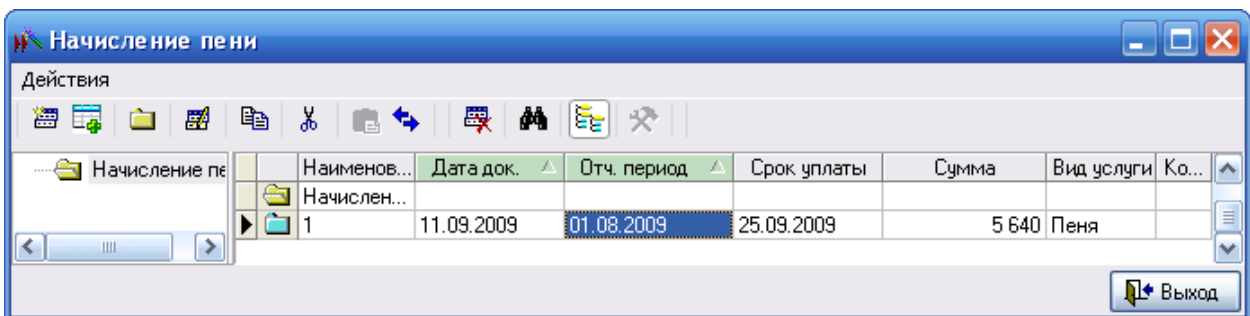 Начисление пени
Действия
Начисление пе
Наименов... Дата док. Отч. период Срок уплаты Сумма Вид услуги Ко...
Начислен...
1 11.09.2009 01.08.2009 25.09.2009 5 640 Пеня
Выход